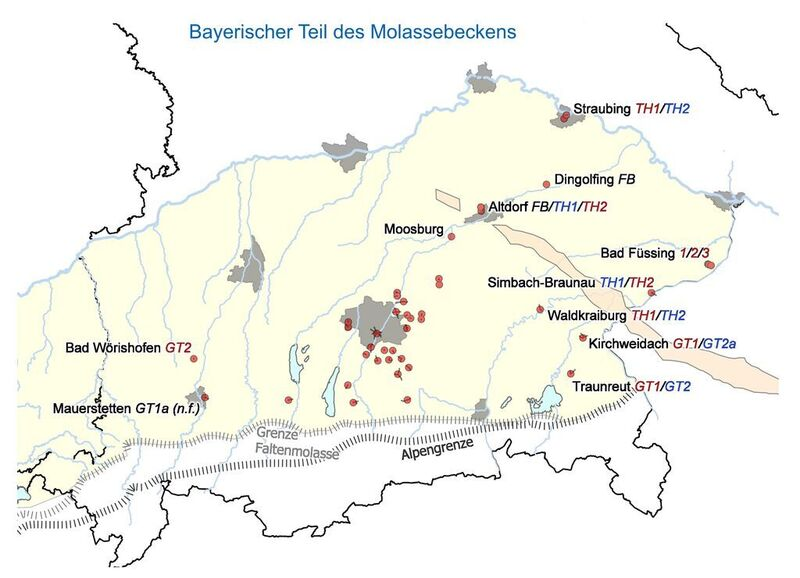 Bayerischer Teil des Molassebeckens
Straubing TH1/TH2
Dingolfing FB
Altdorf FB/TH1/TH2
Moosburg
Bad Füssing 1/2/3
Simbach-Braunau TH1/TH2
Waldkraiburg TH1/TH2
Kirchweidach GT1/GT2a
Bad Wörishofen GT2
Traunreut GT1/GT2
Mauerstetten GT1a (n.f.)
Grenze
Faltenmolasse
Alpengrenze